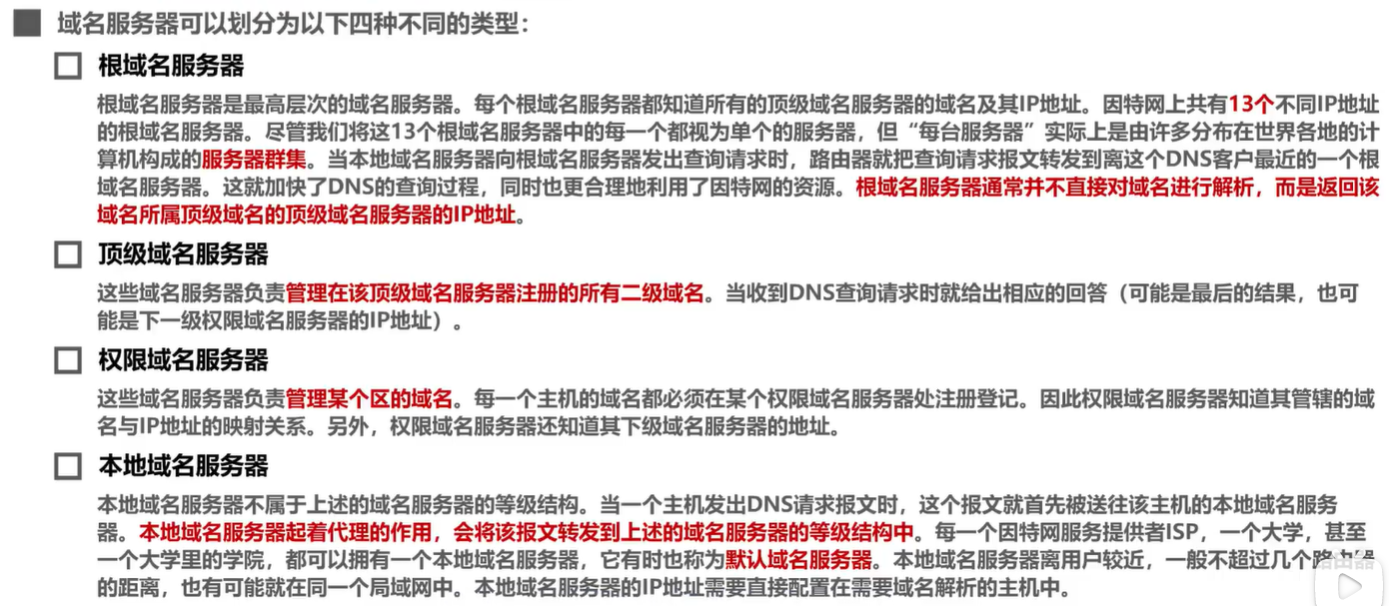 域名服务器可以划分为以下四种不同的类型：
根域名服务器
根域名服务器是最高层次的域名服务器。每个根域名服务器都知道所有的顶级域名服务器的域名及其IP地址。因特网上共有13个不同IP地址
的根域名服务器。尽管我们将这13个根域名服务器中的每一个都视为单个的服务器，但“每台服务器”实际上是由许多分布在世界各地的计
算机构成的服务器群集。当本地域名服务器向根域名服务器发出查询请求时，路由器就把查询请求报文转发到离这个DNS客户最近的一个根
域名服务器。这就加快了DNS的查询过程，同时也更合理地利用了因特网的资源。根域名服务器通常并不直接对域名进行解析，而是返回该
域名所属顶级域名的顶级域名服务器的IP地址。
顶级域名服务器
这些域名服务器负责管理在该顶级域名服务器注册的所有二级域名。当收到DNS查询请求时就给出相应的回答（可能是最后的结果，也可
能是下一级权限域名服务器的IP地址）。
权限域名服务器
这些域名服务器负责管理某个区的域名。每一个主机的域名都必须在某个权限域名服务器处注册登记。因此权限域名服务器知道其管辖的域
名与IP地址的映射关系。另外，权限域名服务器还知道其下级域名服务器的地址。
本地域名服务器
本地域名服务器不属于上述的域名服务器的等级结构。当一个主机发出DNS请求报文时，这个报文就首先被送往该主机的本地域名服务
器。本地域名服务器起着代理的作用，会将该报文转发到上述的域名服务器的等级结构中。每一个因特网服务提供者ISP，一个大学，甚至
一个大学里的学院，都可以拥有一个本地域名服务器，它有时也称为默认域名服务器。本地域名服务器离用户较近，一般不超过几个路由器
的距离，也有可能就在同一个局域网中。本地域名服务器的IP地址需要直接配置在需要域名解析的主机中。